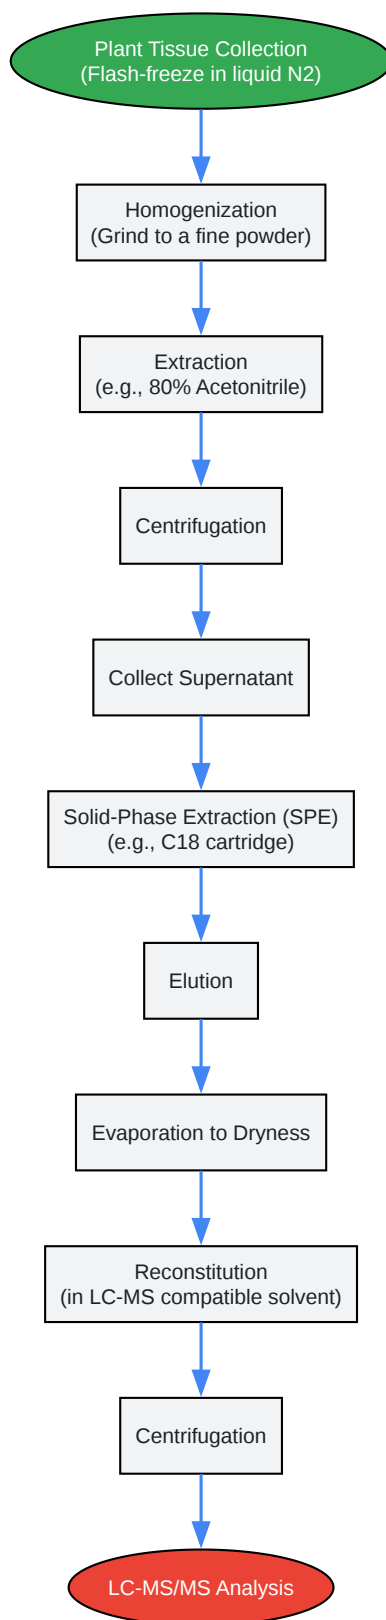 Plant Tissue Collection
(Flash-freeze in liquid N2)
Homogenization
(Grind to a fine powder)
Extraction
(e.g., 80% Acetonitrile)
Centrifugation
Collect Supernatant
Solid-Phase Extraction (SPE)
(e.g., C18 cartridge)
Elution
Evaporation to Dryness
Reconstitution
(in LC-MS compatible solvent)
Centrifugation
LC-MS/MS Analysis